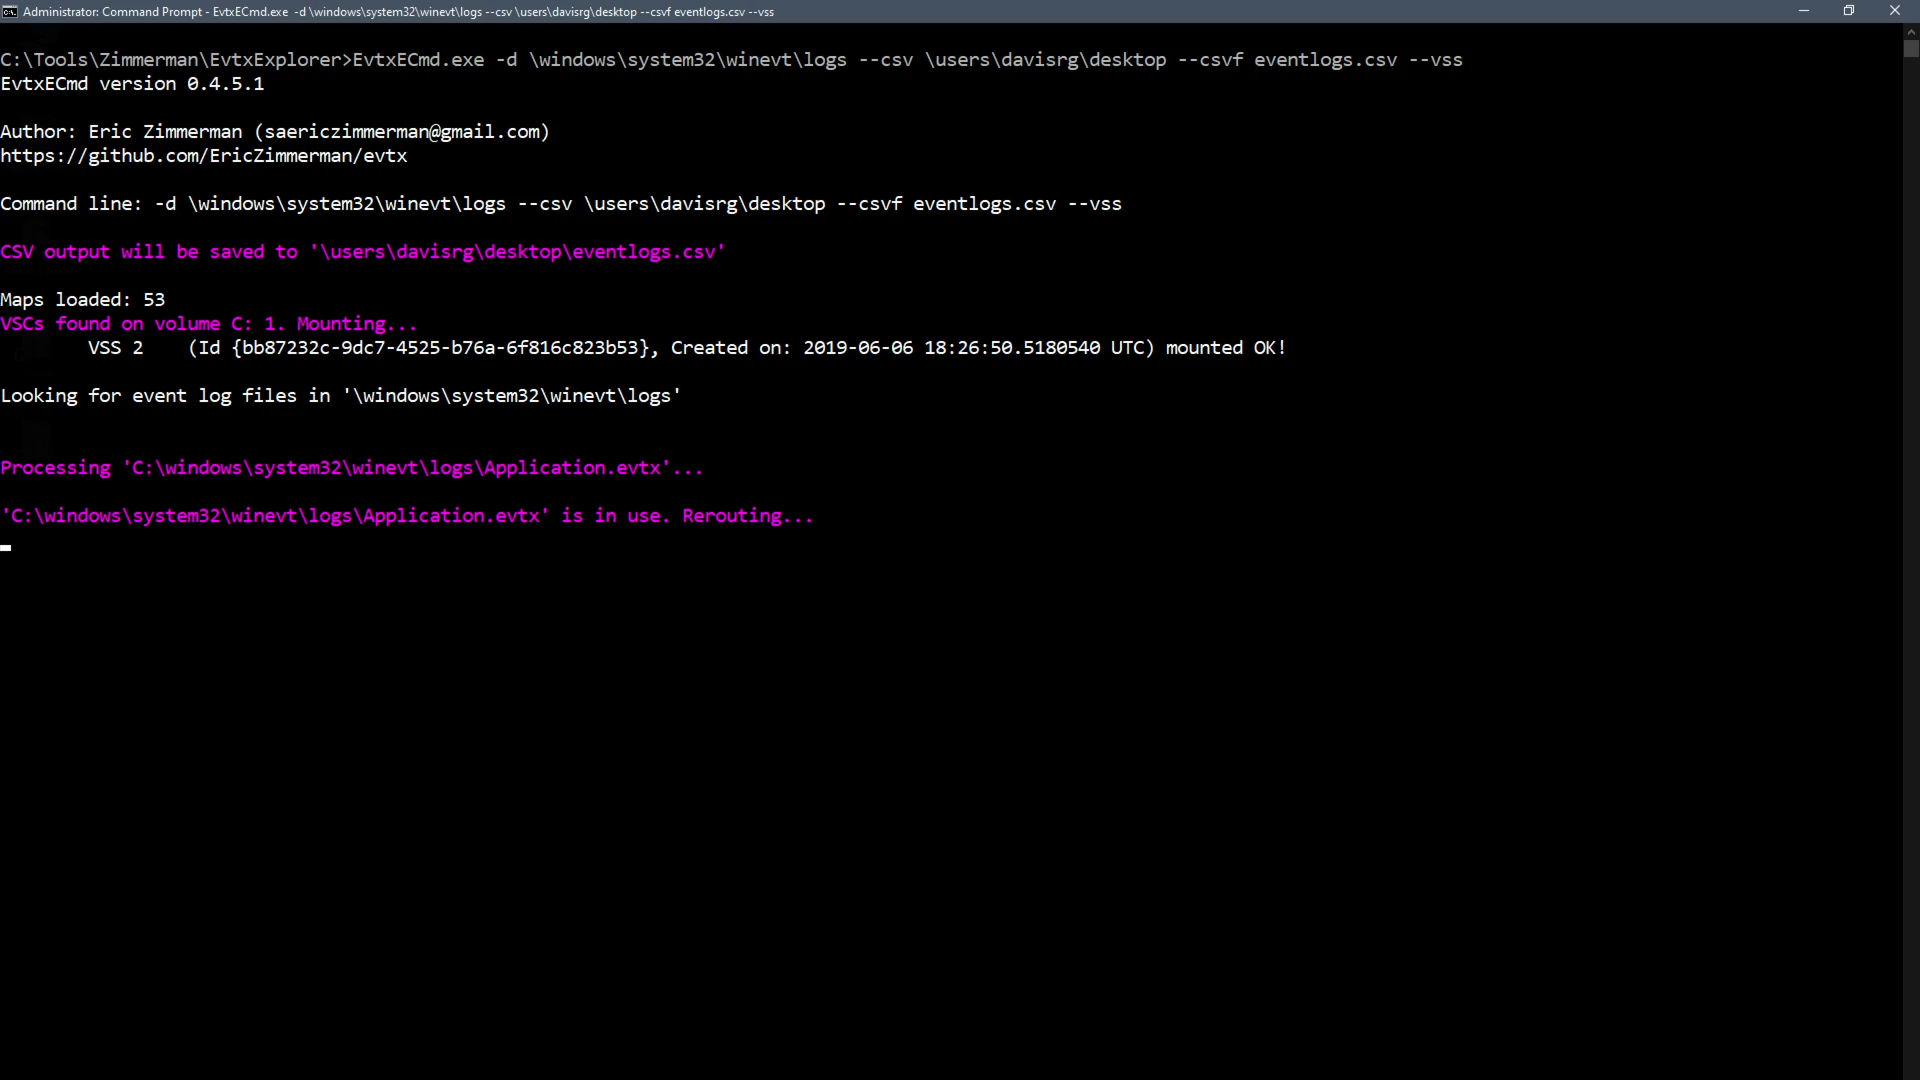 Administrator: Command Prompt - EvtxECmd.exe -d \windows\system32\winevt\logs --csv \users\davisrg\desktop --csvf eventlogs.csv --vss
C:\Tools\Zimmerman\EvtxExplorer>EvtxECmd.exe -d \windows\system32\winevt\logs --csv \users\davisrg\desktop --csvf eventlogs.csv --vss
EvtxECmd version 0.4.5.1
Author: Eric Zimmerman (saericzimmerman@gmail.com)
https://github.com/EricZimmerman/evtx
Command line: -d \windows\system32\winevt\logs --csv \users\davisrg\desktop --csvf eventlogs.csv --vss
CSV output will be saved to '\users\davisrg\desktop\eventlogs.csv'
Maps loaded: 53
VSCs found on volume C: 1. Mounting...
VSS 2    (Id {bb87232c-9dc7-4525-b76a-6f816c823b53}, Created on: 2019-06-06 18:26:50.5180540 UTC) mounted OK!
Looking for event log files in '\windows\system32\winevt\logs'
Processing 'C:\windows\system32\winevt\logs\Application.evtx'...
'C:\windows\system32\winevt\logs\Application.evtx' is in use. Rerouting...